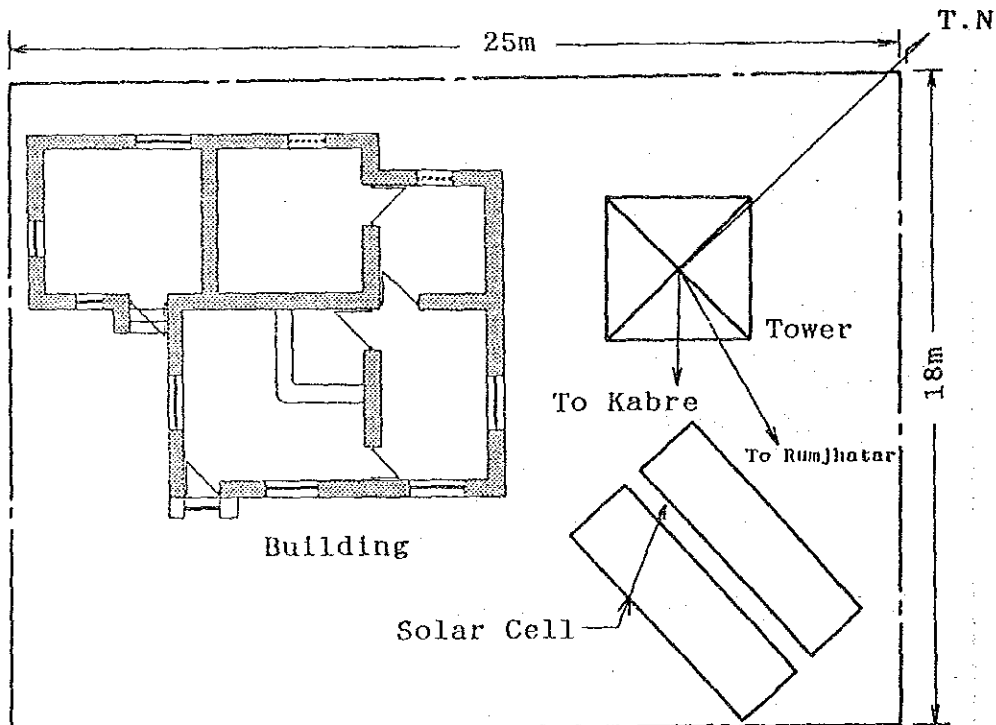 T.N
25m
18m
Tower
To Kabre
To Rumjhatar
Building
Solar Cell